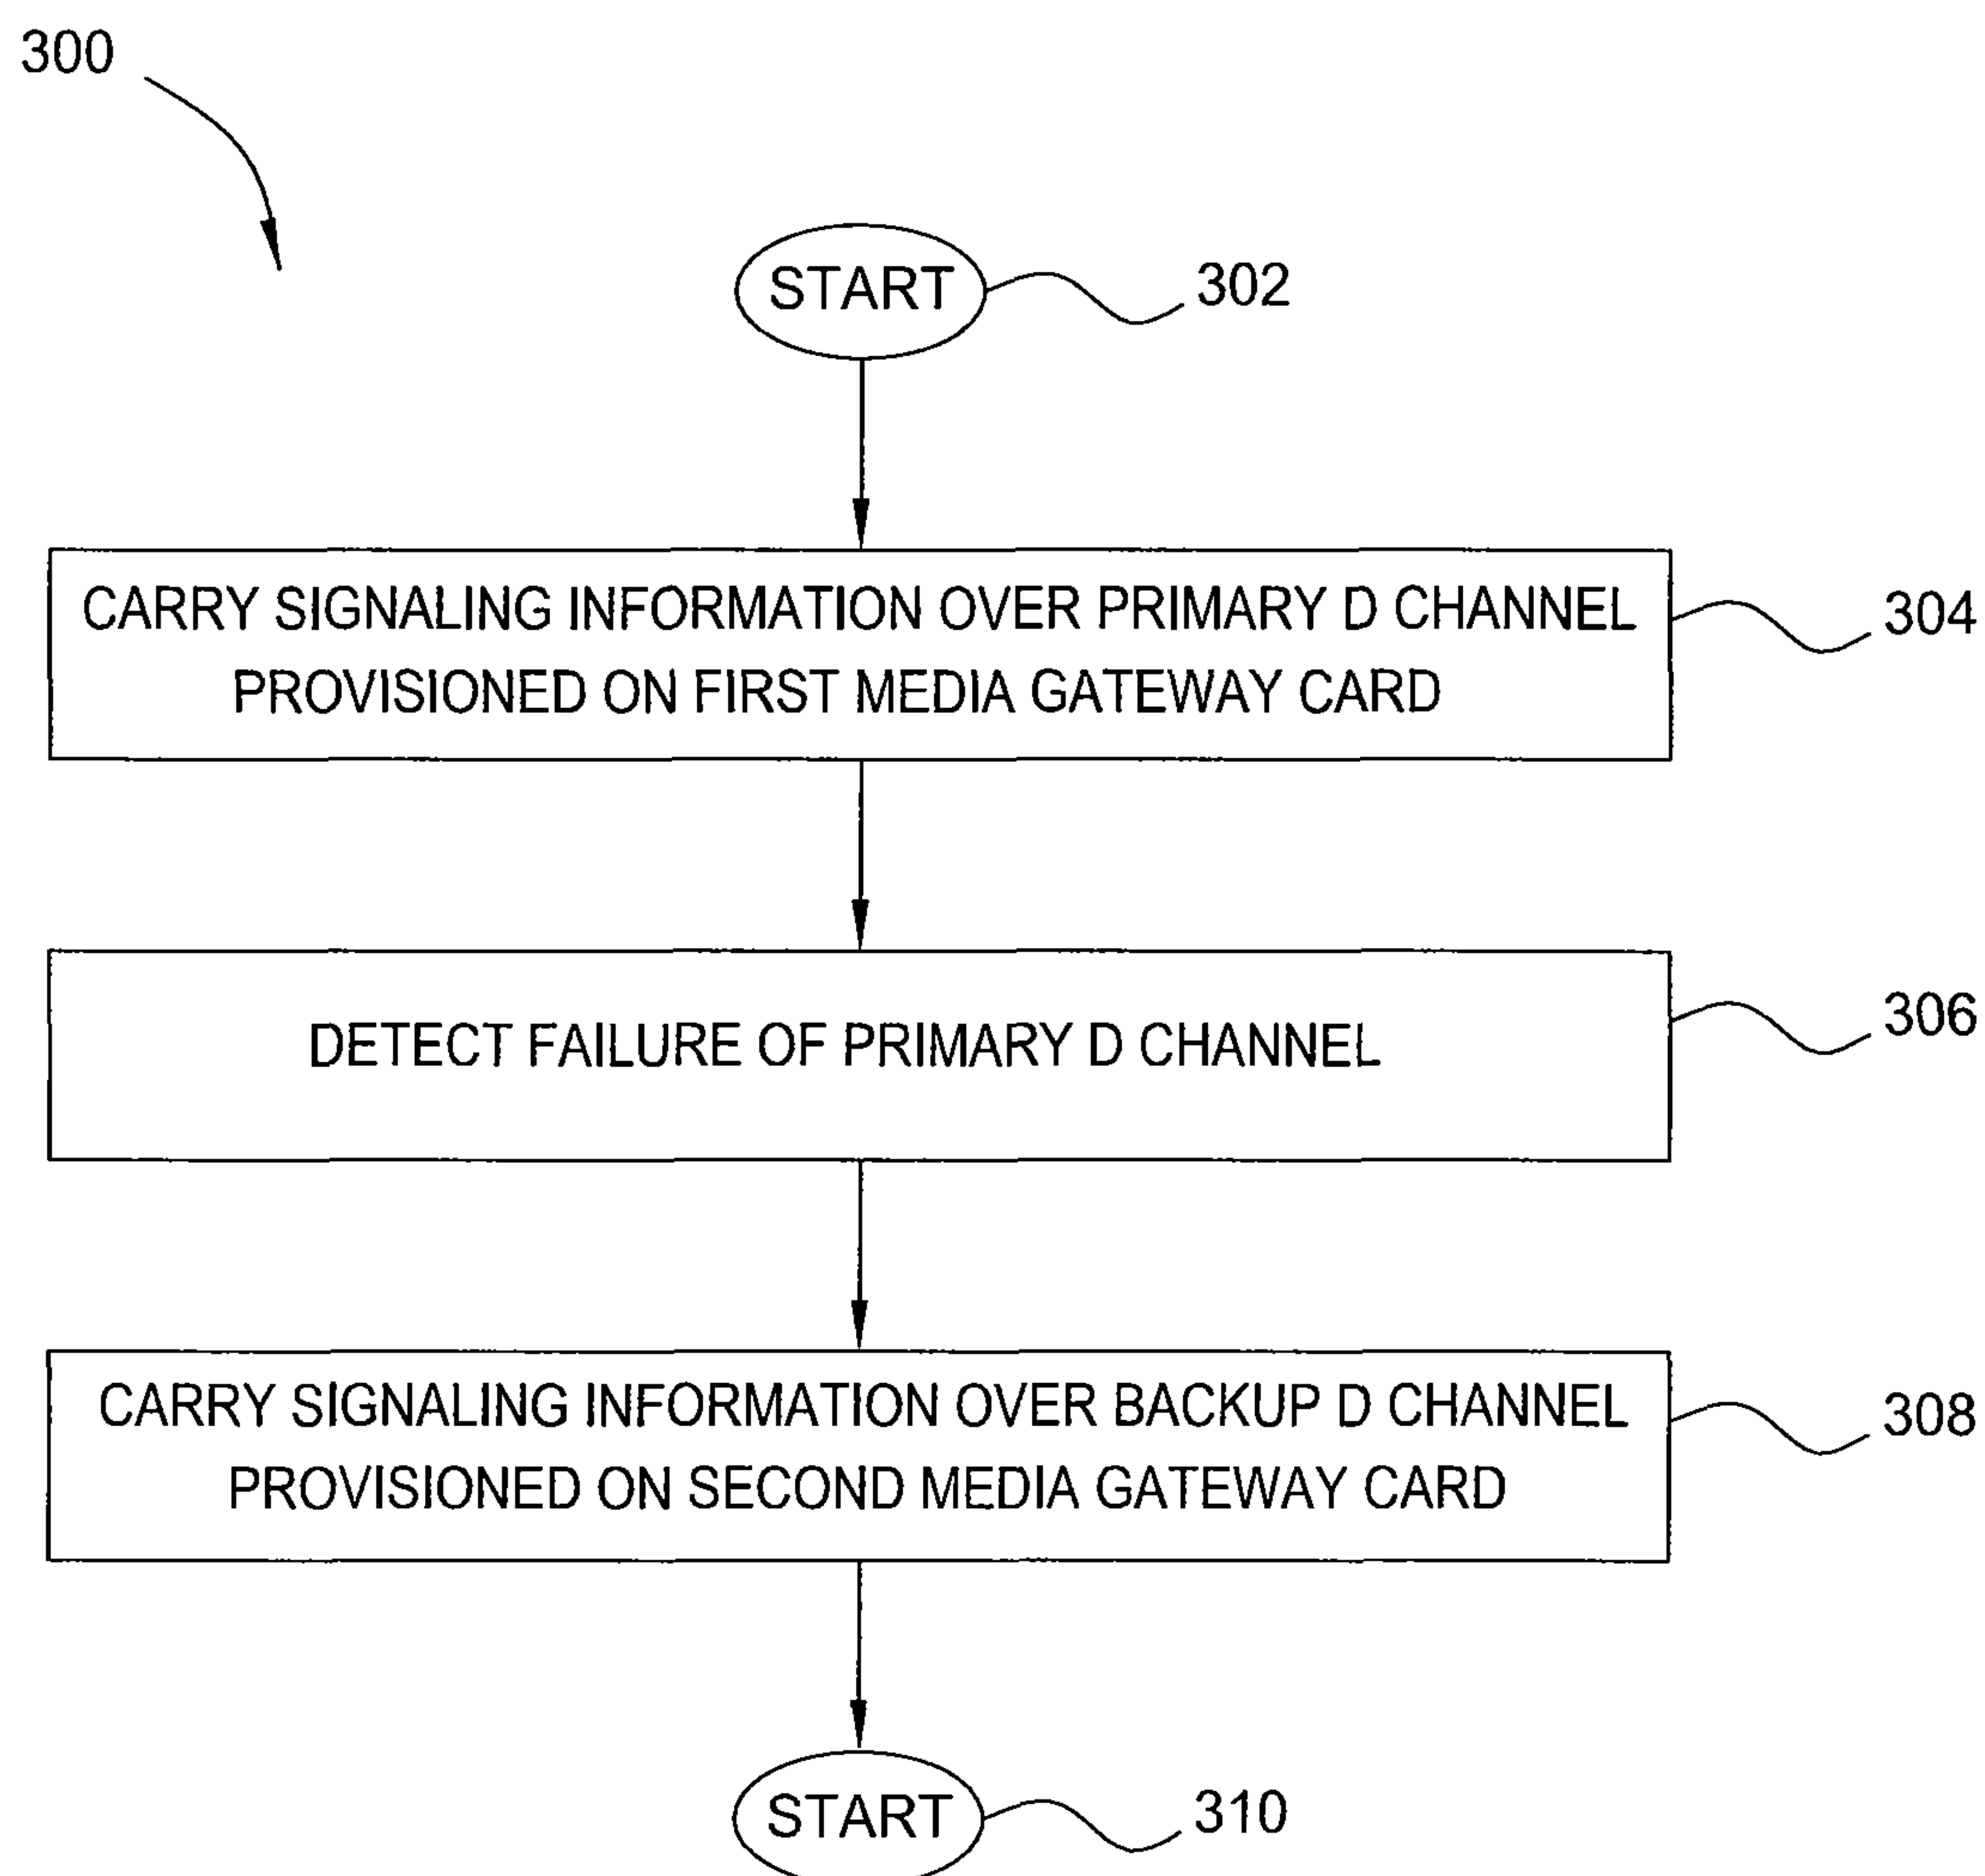 300
START
302
CARRY SIGNALING INFORMATION OVER PRIMARY D CHANNEL
PROVISIONED ON FIRST MEDIA GATEWAY CARD
304
DETECT FAILURE OF PRIMARY D CHANNEL
306
CARRY SIGNALING INFORMATION OVER BACKUP D CHANNEL
PROVISIONED ON SECOND MEDIA GATEWAY CARD
308
START
310